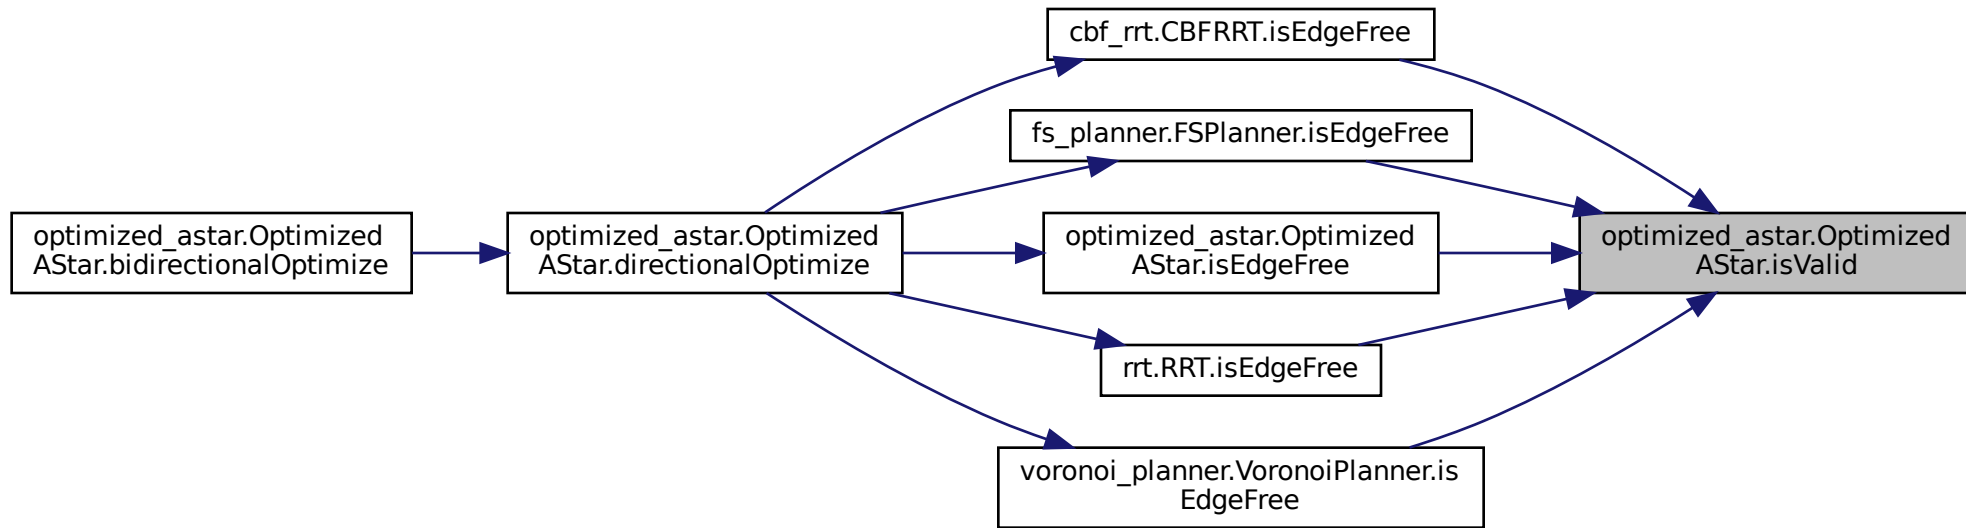 cbf_rrt.CBFRRT.isEdgeFree
fs_planner.FSPlanner.isEdgeFree
optimized_astar.Optimized
AStar.bidirectionalOptimize
optimized_astar.Optimized
AStar.directionalOptimize
optimized_astar.Optimized
AStar.isEdgeFree
optimized_astar.Optimized
AStar.isValid
rrt.RRT.isEdgeFree
voronoi_planner.VoronoiPlanner.is
EdgeFree